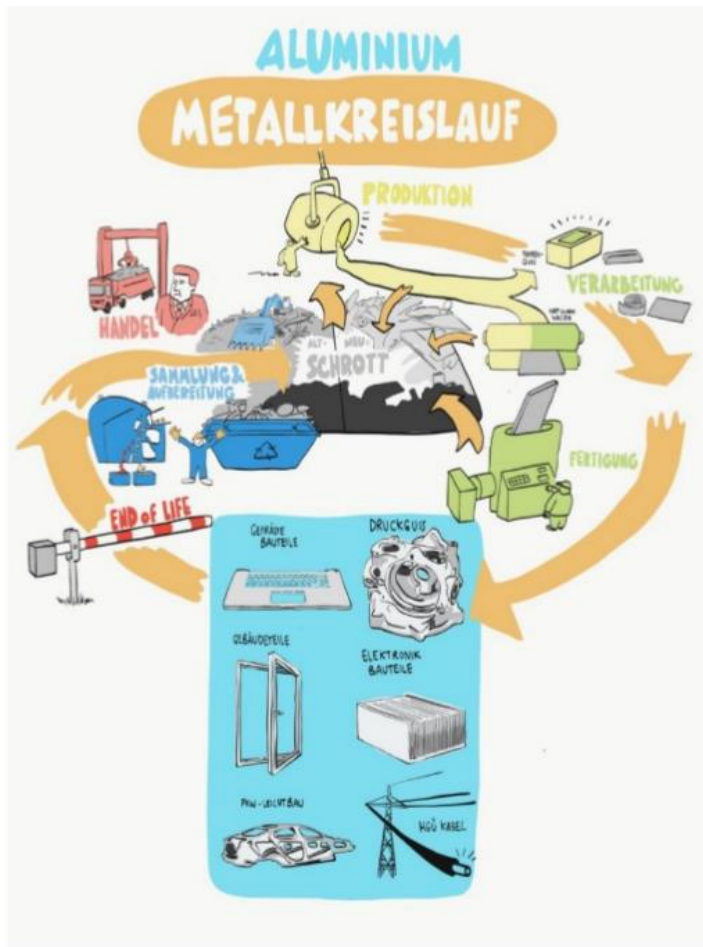 ALUMINIUM
METALLKREISLAUF
PRODUKTION
VERARBEITUNG
HANDEL
ALT- NEU-
SCHROTT
SAMMLUNG &
AUFBEREITUNG
FERTIGUNG
END of LIFE
GEFRÄSTE
BAUTEILE
DRUCKGUSS
GEBÄUDETEILE
ELEKTRONIK
BAUTEILE
PKW-LEICHTBAU
HGÜ KABEL